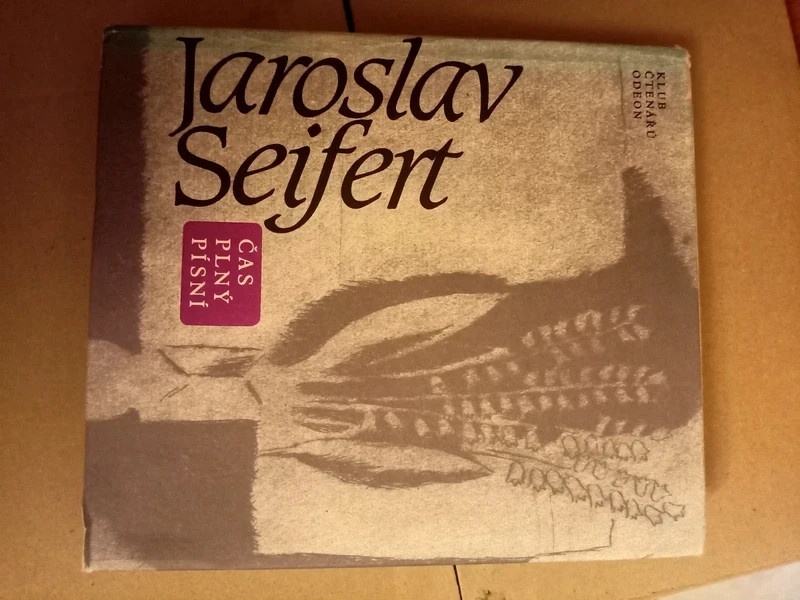 Jaroslav
Seifert
ČAS
PLNÝ
PÍSNÍ
KLUB
ČTENÁŘŮ
ODEON